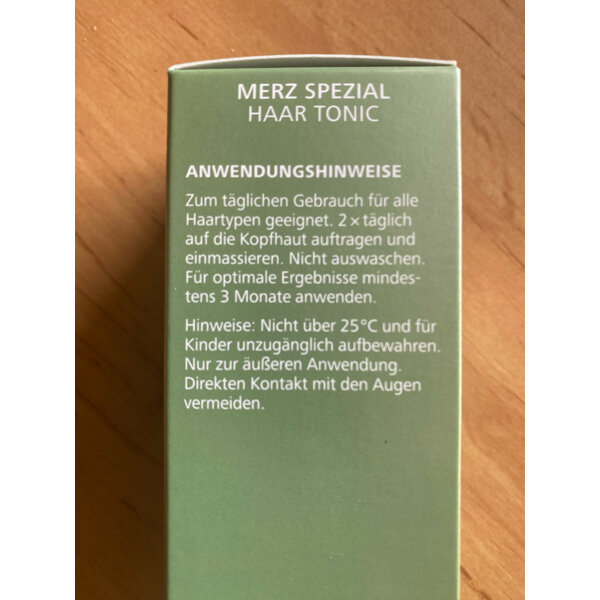 MERZ SPEZIAL
HAAR TONIC
ANWENDUNGSHINWEISE
Zum täglichen Gebrauch für alle
Haartypen geeignet. 2 × täglich
auf die Kopfhaut auftragen und
einmassieren. Nicht auswaschen.
Für optimale Ergebnisse mindes-
tens 3 Monate anwenden.
Hinweise: Nicht über 25°C und für
Kinder unzugänglich aufbewahren.
Nur zur äußeren Anwendung.
Direkten Kontakt mit den Augen
vermeiden.